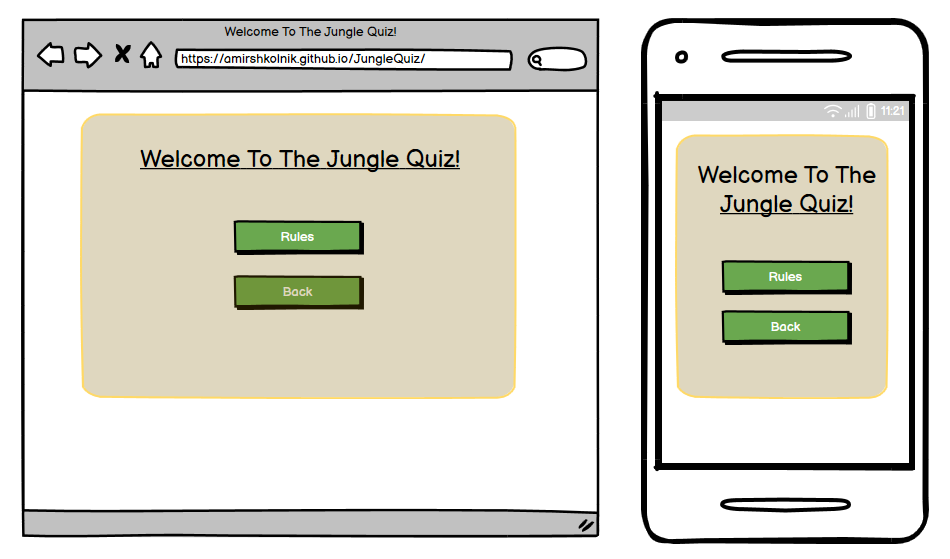 Welcome To The Jungle Quiz!
https://amirshkolnik.github.io/JungleQuiz/
Welcome To The Jungle Quiz!
Rules
Back
11:21
Welcome To The
Jungle Quiz!
Rules
Back